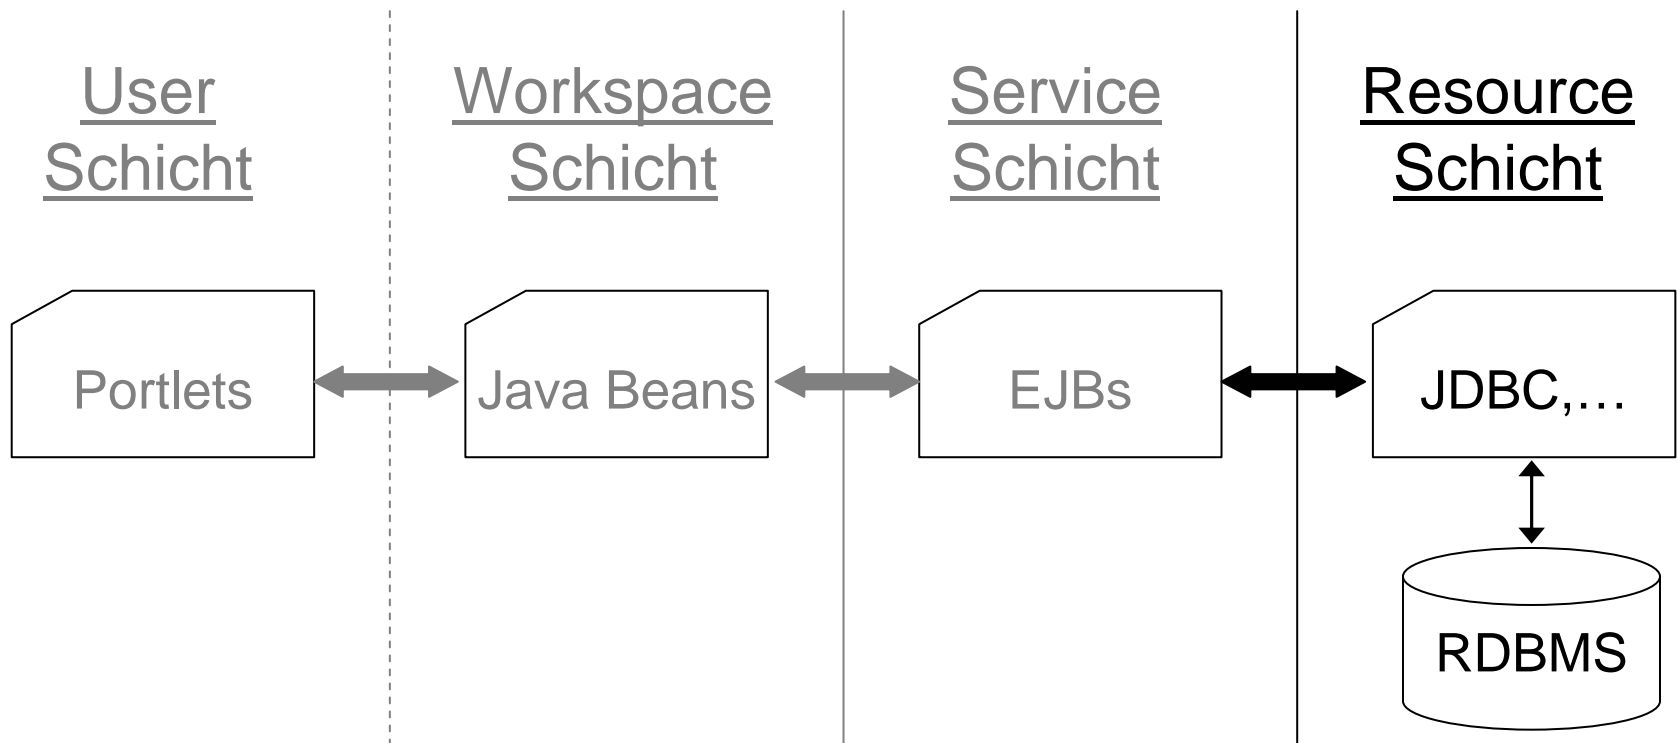 User
Schicht
Workspace
Schicht
Service
Schicht
Resource
Schicht
Portlets
Java Beans
EJBs
JDBC,…
RDBMS